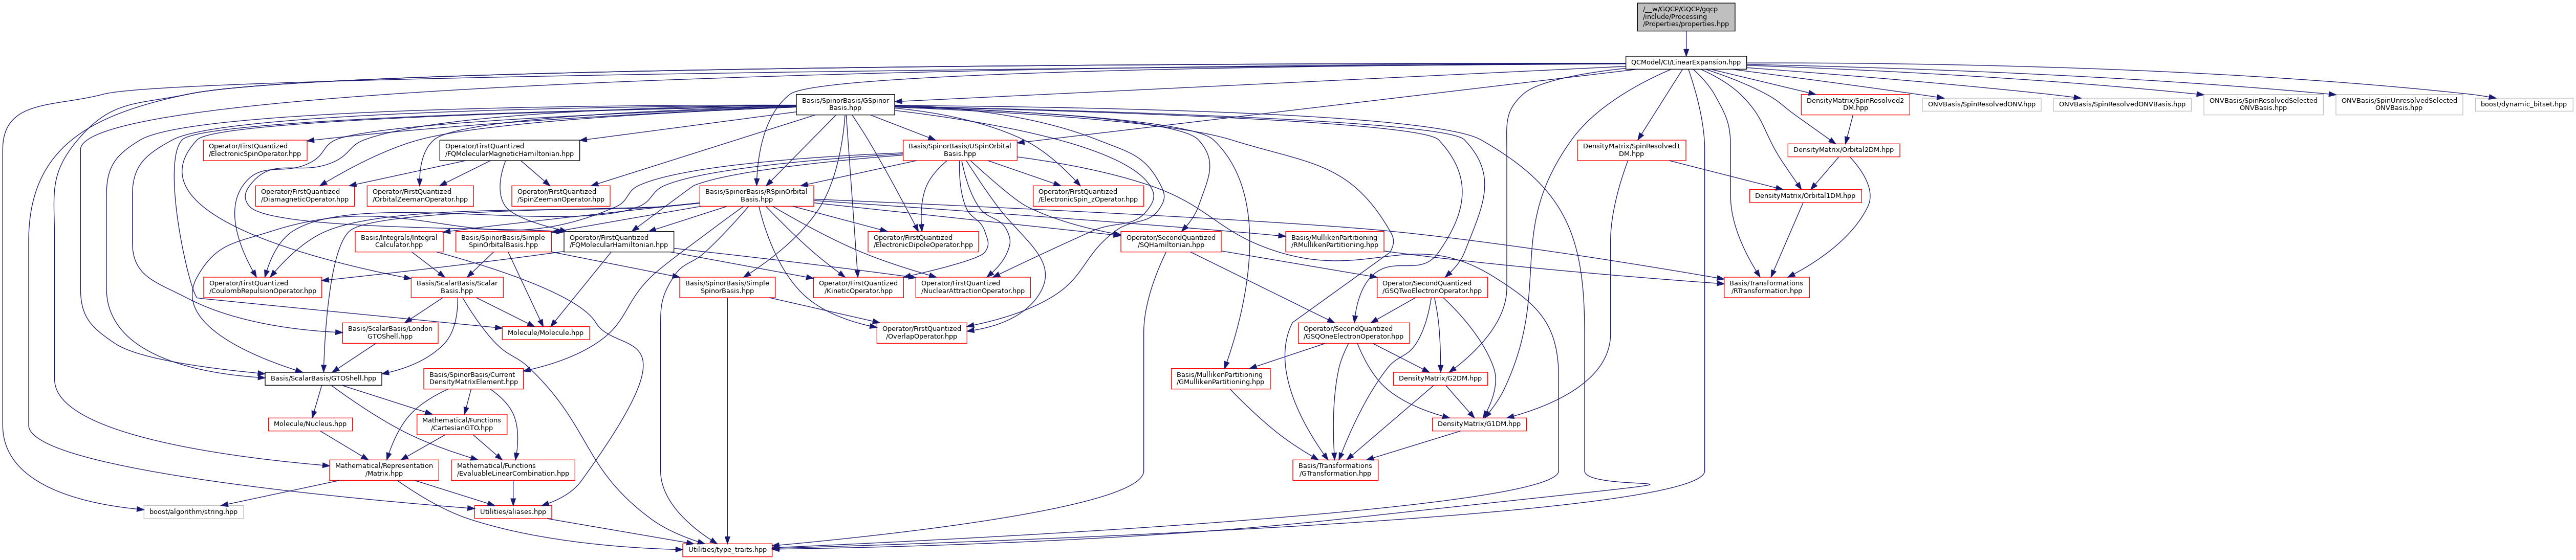 /__w/GQCP/GQCP/gqcp
/include/Processing
/Properties/properties.hpp
QCModel/CI/LinearExpansion.hpp
Basis/SpinorBasis/GSpinor
Basis.hpp
DensityMatrix/SpinResolved2
DM.hpp
ONVBasis/SpinResolvedONV.hpp
ONVBasis/SpinResolvedONVBasis.hpp
ONVBasis/SpinResolvedSelected
ONVBasis.hpp
ONVBasis/SpinUnresolvedSelected
ONVBasis.hpp
boost/dynamic_bitset.hpp
Operator/FirstQuantized
/ElectronicSpinOperator.hpp
Operator/FirstQuantized
/FQMolecularMagneticHamiltonian.hpp
Basis/SpinorBasis/USpinOrbital
Basis.hpp
DensityMatrix/SpinResolved1
DM.hpp
DensityMatrix/Orbital2DM.hpp
Operator/FirstQuantized
/DiamagneticOperator.hpp
Operator/FirstQuantized
/OrbitalZeemanOperator.hpp
Operator/FirstQuantized
/SpinZeemanOperator.hpp
Basis/SpinorBasis/RSpinOrbital
Basis.hpp
Operator/FirstQuantized
/ElectronicSpin_zOperator.hpp
DensityMatrix/Orbital1DM.hpp
Basis/Integrals/Integral
Calculator.hpp
Basis/SpinorBasis/Simple
SpinOrbitalBasis.hpp
Operator/FirstQuantized
/FQMolecularHamiltonian.hpp
Operator/FirstQuantized
/ElectronicDipoleOperator.hpp
Operator/SecondQuantized
/SQHamiltonian.hpp
Basis/MullikenPartitioning
/RMullikenPartitioning.hpp
Operator/FirstQuantized
/CoulombRepulsionOperator.hpp
Basis/ScalarBasis/Scalar
Basis.hpp
Basis/SpinorBasis/Simple
SpinorBasis.hpp
Operator/FirstQuantized
/KineticOperator.hpp
Operator/FirstQuantized
/NuclearAttractionOperator.hpp
Operator/SecondQuantized
/GSQTwoElectronOperator.hpp
Basis/Transformations
/RTransformation.hpp
Basis/ScalarBasis/London
GTOShell.hpp
Molecule/Molecule.hpp
Operator/FirstQuantized
/OverlapOperator.hpp
Operator/SecondQuantized
/GSQOneElectronOperator.hpp
Basis/ScalarBasis/GTOShell.hpp
Basis/SpinorBasis/Current
DensityMatrixElement.hpp
Basis/MullikenPartitioning
/GMullikenPartitioning.hpp
DensityMatrix/G2DM.hpp
Molecule/Nucleus.hpp
Mathematical/Functions
/CartesianGTO.hpp
DensityMatrix/G1DM.hpp
Mathematical/Representation
/Matrix.hpp
Mathematical/Functions
/EvaluableLinearCombination.hpp
Basis/Transformations
/GTransformation.hpp
boost/algorithm/string.hpp
Utilities/aliases.hpp
Utilities/type_traits.hpp